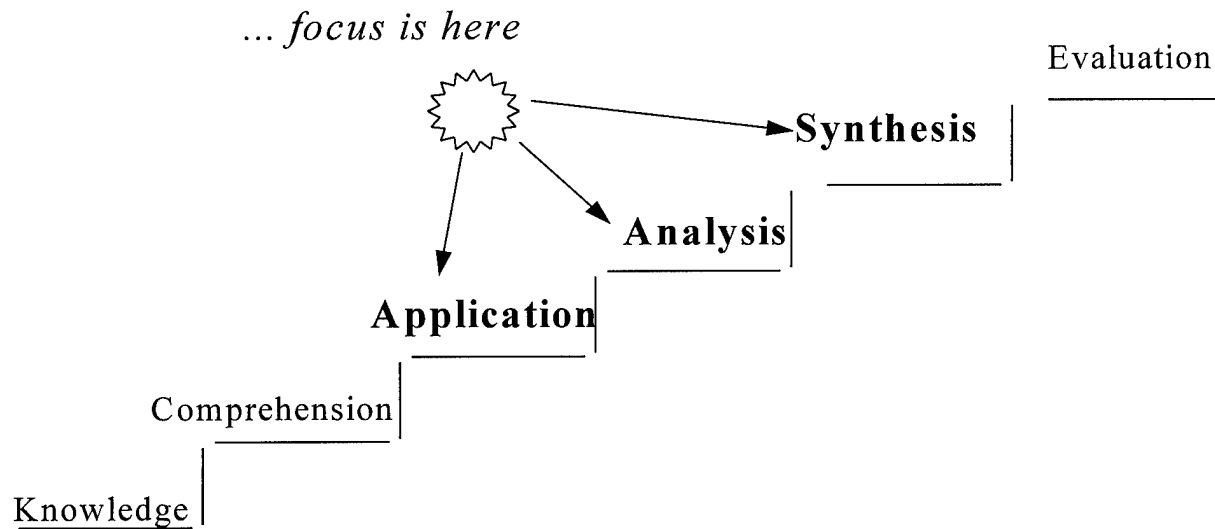 ... focus is here
Evaluation
Synthesis
Analysis
Application
Comprehension
Knowledge